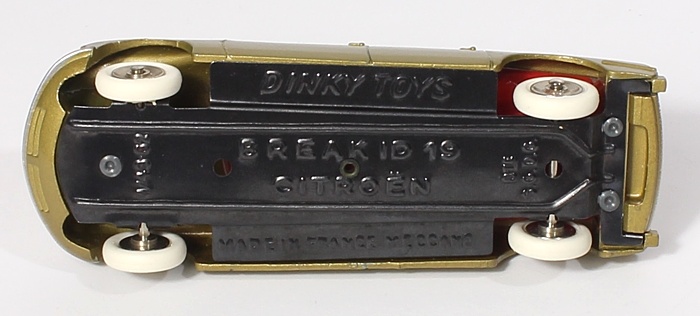 DINKY TOYS
BREAK ID 19
CITROËN
MADE IN FRANCE MECCANO